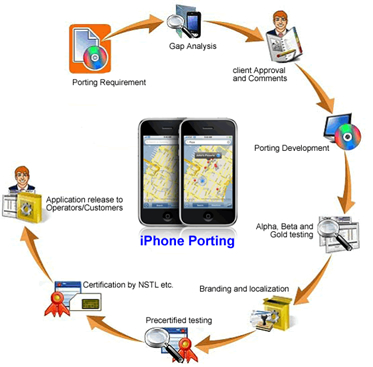 Gap Analysis
client Approval
and Comments
Porting Requirement
Porting Development
Alpha, Beta and
Gold testing
Branding and localization
Precertified testing
Certification by NSTL etc.
Application release to
Operators/Customers
iPhone Porting